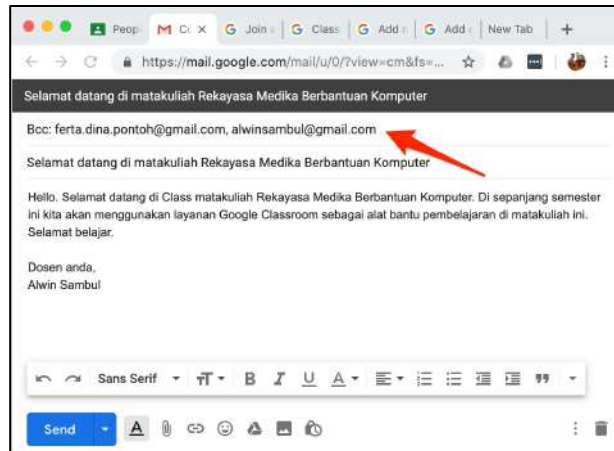 Peop
Join
Class
Add
Add
New Tab
https://mail.google.com/mail/u/0/?view=cm&fs=...
Selamat datang di matakuliah Rekayasa Medika Berbantuan Komputer
Bcc: ferta.dina.pontoh@gmail.com, alwinsambul@gmail.com
Selamat datang di matakuliah Rekayasa Medika Berbantuan Komputer
Hello. Selamat datang di Class matakuliah Rekayasa Medika Berbantuan Komputer. Di sepanjang semester
ini kita akan menggunakan layanan Google Classroom sebagai alat bantu pembelajaran di matakuliah ini.
Selamat belajar.
Dosen anda,
Alwin Sambul
Sans Serif
Send